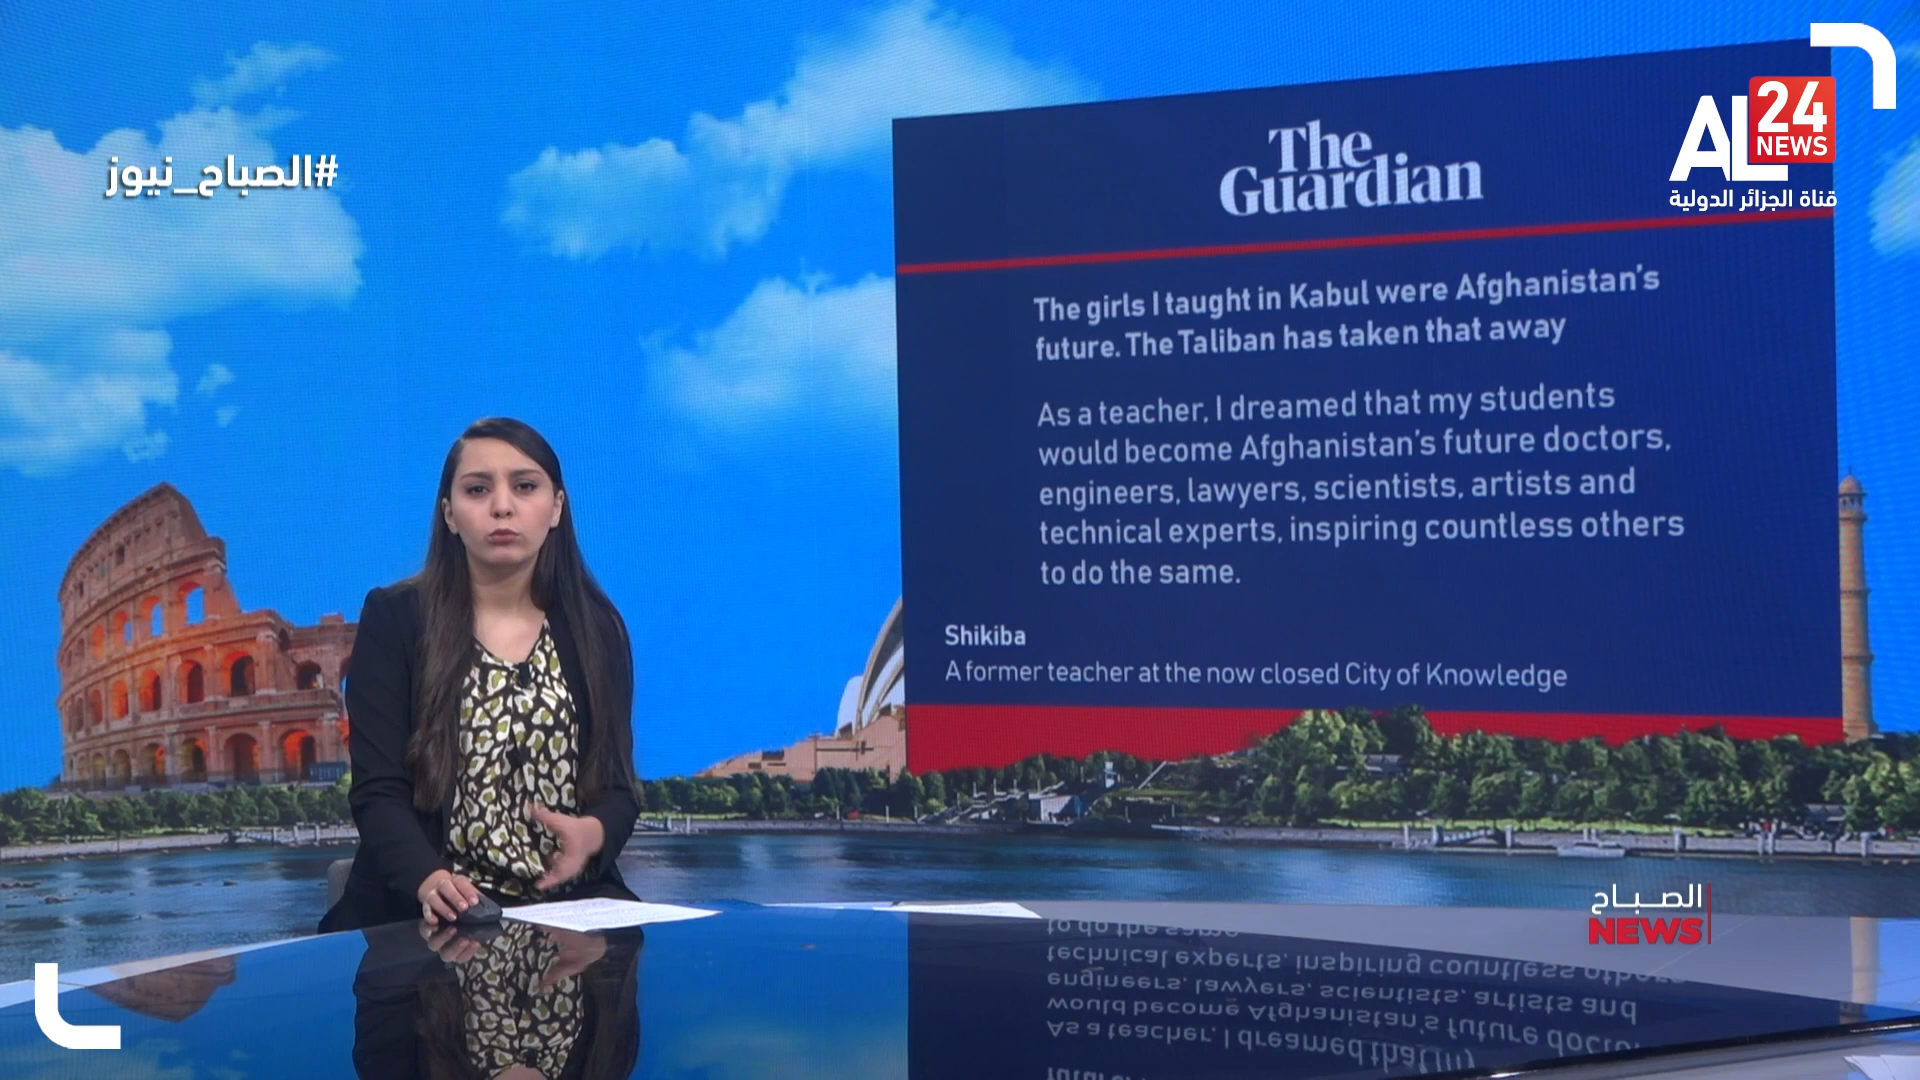 #الصباح_نيوز
AL 24 NEWS
قناة الجزائر الدولية
The
Guardian
The girls I taught in Kabul were Afghanistan's
future. The Taliban has taken that away
As a teacher, I dreamed that my students
would become Afghanistan's future doctors,
engineers, lawyers, scientists, artists and
technical experts, inspiring countless others
to do the same.
Shikiba
A former teacher at the now closed City of Knowledge
الصباح
NEWS